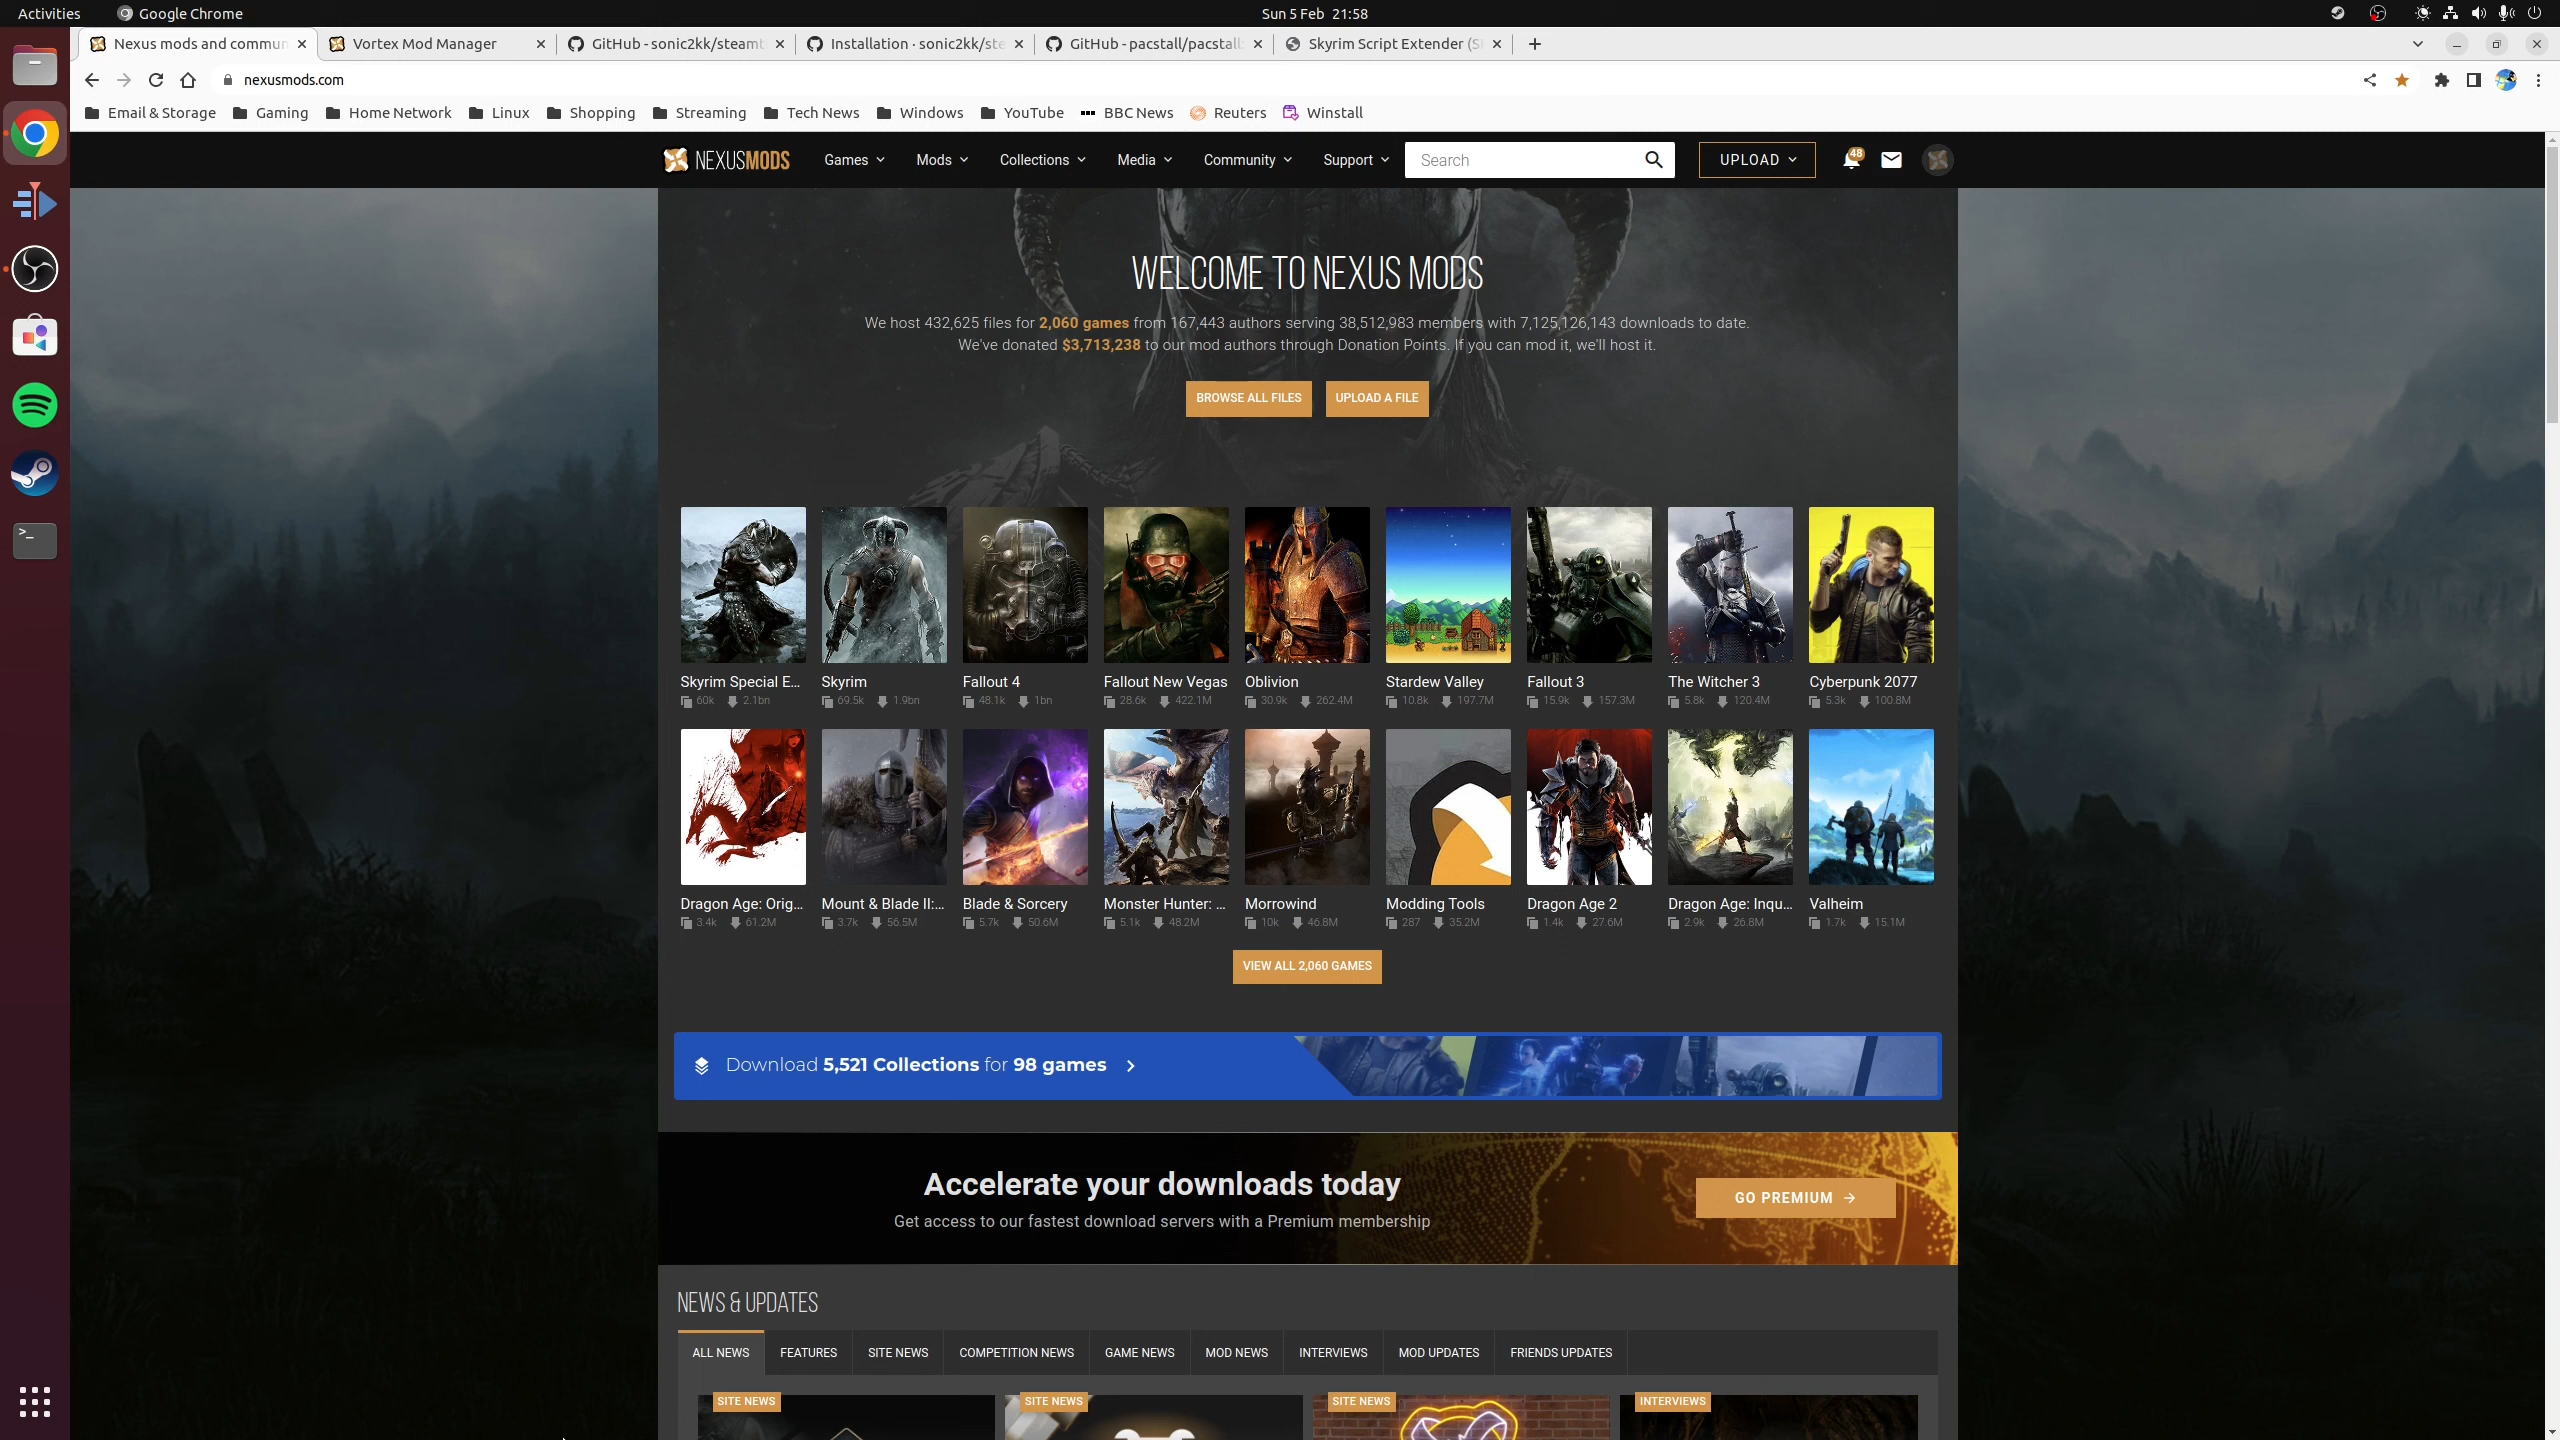 Activities
Google Chrome
Sun 5 Feb 21:58
Nexus mods and commun
Vortex Mod Manager
GitHub - sonic2kk/steamt
Installation · sonic2kk/ste
GitHub - pacstall/pacstall:
Skyrim Script Extender (S
nexusmods.com
Email & Storage
Gaming
Home Network
Linux
Shopping
Streaming
Tech News
Windows
YouTube
BBC News
Reuters
Winstall
NEXUSMODS
Games
Mods
Collections
Media
Community
Support
Search
UPLOAD
48
WELCOME TO NEXUS MODS
We host 432,625 files for 2,060 games from 167,443 authors serving 38,512,983 members with 7,125,126,143 downloads to date.
We've donated $3,713,238 to our mod authors through Donation Points. If you can mod it, we'll host it.
BROWSE ALL FILES
UPLOAD A FILE
Skyrim Special E...
Skyrim
Fallout 4
Fallout New Vegas
Oblivion
Stardew Valley
Fallout 3
The Witcher 3
Cyberpunk 2077
60k 2.1bn
69.5k 1.9bn
48.1k 1bn
28.6k 422.1M
30.9k 262.4M
10.8k 197.7M
15.9k 157.3M
5.8k 120.4M
5.3k 100.8M
Dragon Age: Orig...
Mount & Blade II:...
Blade & Sorcery
Monster Hunter: ...
Morrowind
Modding Tools
Dragon Age 2
Dragon Age: Inqu...
Valheim
3.4k 61.2M
3.7k 56.5M
5.7k 50.6M
5.1k 48.2M
10k 46.8M
287 35.2M
1.4k 27.6M
2.9k 26.8M
1.7k 15.1M
VIEW ALL 2,060 GAMES
Download 5,521 Collections for 98 games
Accelerate your downloads today
Get access to our fastest download servers with a Premium membership
GO PREMIUM
NEWS & UPDATES
ALL NEWS
FEATURES
SITE NEWS
COMPETITION NEWS
GAME NEWS
MOD NEWS
INTERVIEWS
MOD UPDATES
FRIENDS UPDATES
SITE NEWS
SITE NEWS
SITE NEWS
INTERVIEWS